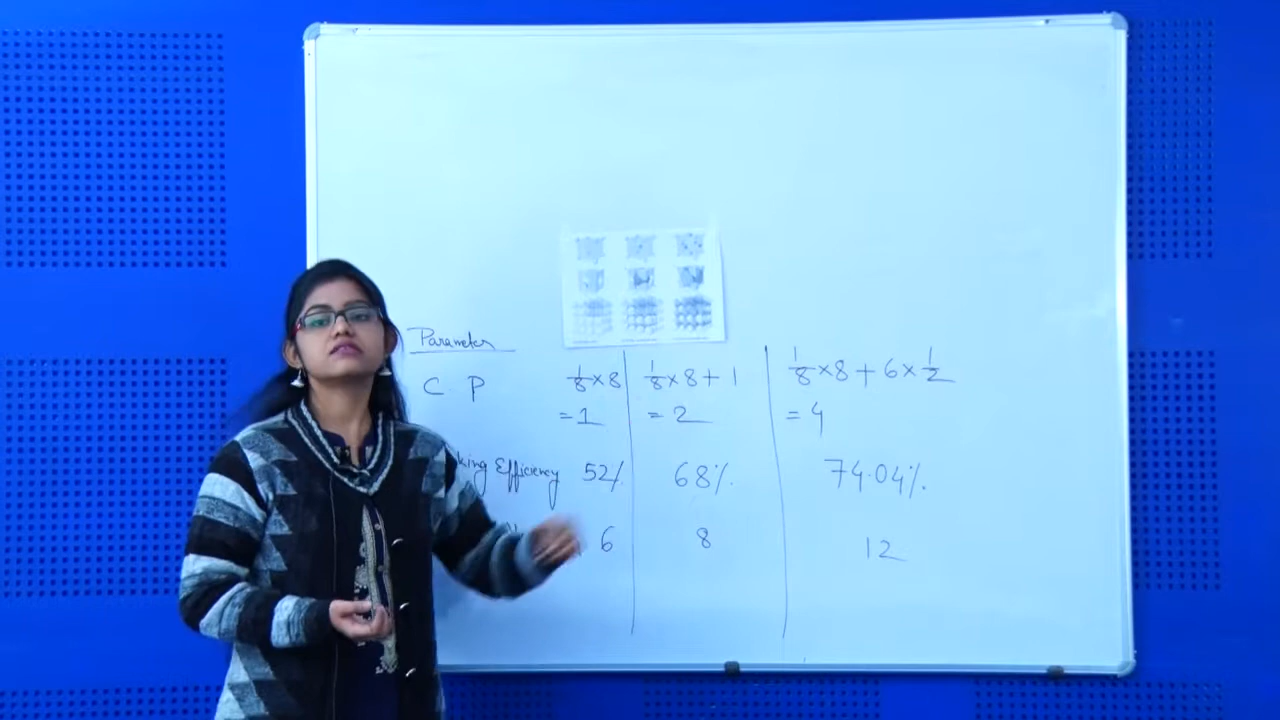 Parameter
C P 1/8 × 8 1/8 × 8 + 1 1/8 × 8 + 6 × 1/2
= 1 = 2 = 4
Efficiency 52% 68% 74.04%
6 8 12